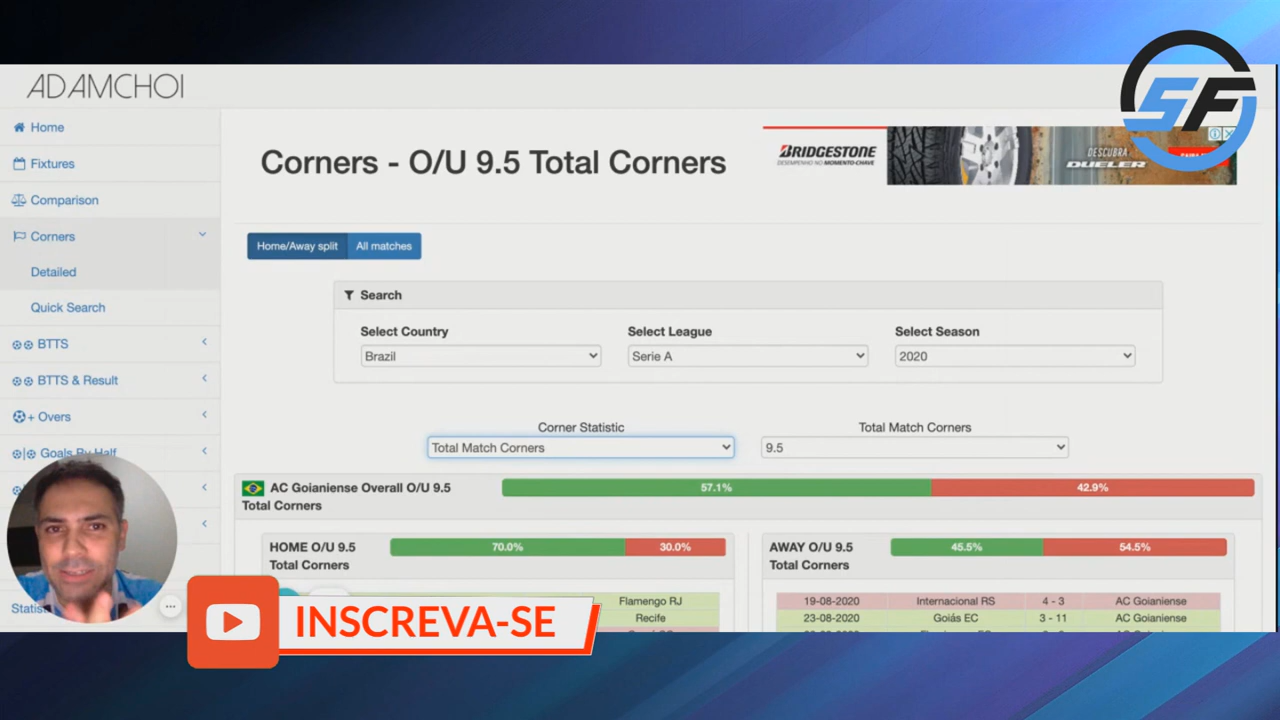 ADAMCHOI
SF
Home
Fixtures
Comparison
Corners
Detailed
Quick Search
BTTS
BTTS & Result
+ Overs
Goals By Half
Corners - O/U 9.5 Total Corners
BRIDGESTONE
DESEMPENHO NO MOMENTO-CHAVE
DESCUBRA
DUELER
Home/Away split All matches
Search
Select Country Select League Select Season
Brazil Serie A 2020
Corner Statistic Total Match Corners
Total Match Corners 9.5
AC Goianiense Overall O/U 9.5 57.1% 42.9%
Total Corners
HOME O/U 9.5 70.0% 30.0%
Total Corners
Flamengo RJ
Recife
AWAY O/U 9.5 45.5% 54.5%
Total Corners
19-08-2020 Internacional RS 4 - 3 AC Goianiense
23-08-2020 Goiás EC 3 - 11 AC Goianiense
INSCREVA-SE